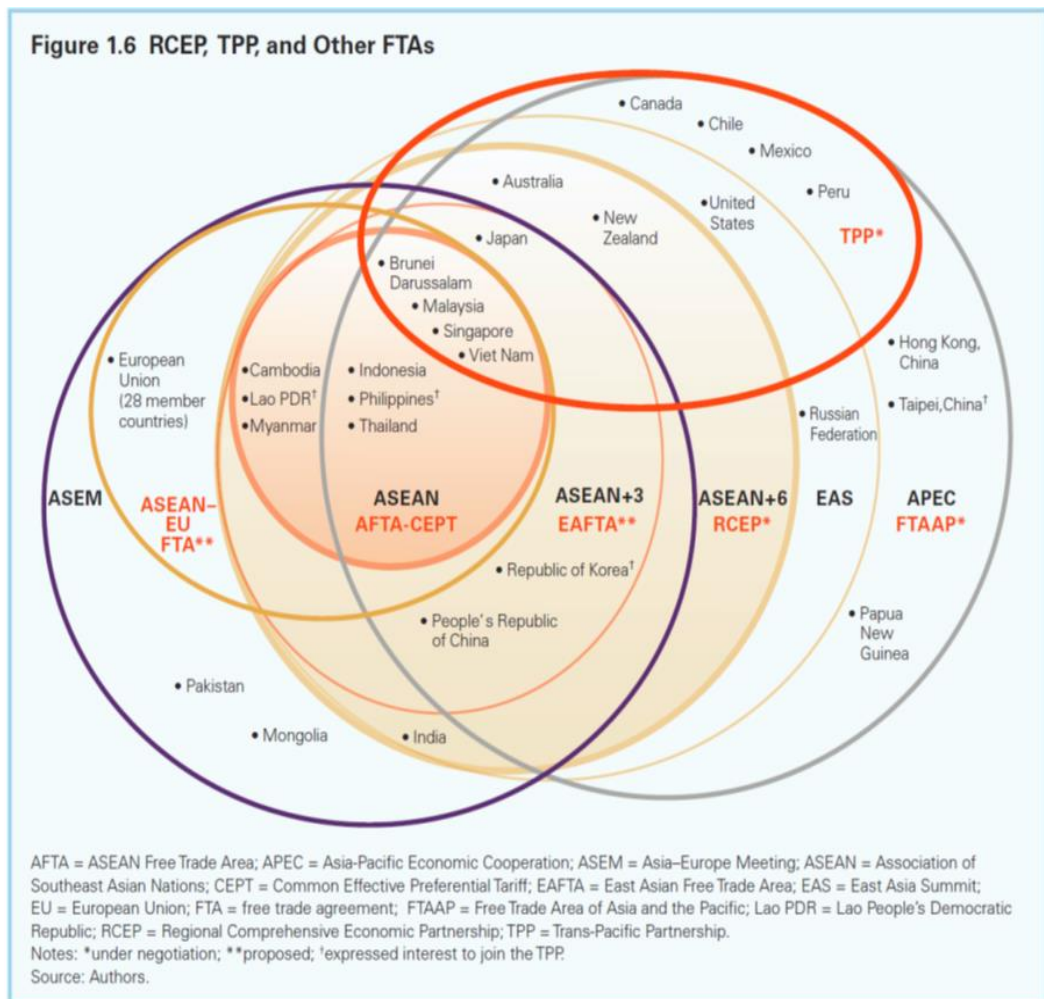 Figure 1.6 RCEP, TPP, and Other FTAs
• Canada
• Chile
• Mexico
• Peru
• Australia
• New
Zealand
• United
States
TPP*
• Japan
• Brunei
Darussalam
• Malaysia
• Singapore
• Viet Nam
• European
Union
(28 member
countries)
• Cambodia
• Lao PDR†
• Myanmar
• Indonesia
• Philippines†
• Thailand
• Hong Kong,
China
• Taipei,China†
• Russian
Federation
ASEM
ASEAN–
EU
FTA**
ASEAN
AFTA-CEPT
ASEAN+3
EAFTA**
ASEAN+6
RCEP*
EAS
APEC
FTAAP*
• Republic of Korea†
• People's Republic
of China
• Papua
New
Guinea
• Pakistan
• Mongolia
• India
AFTA = ASEAN Free Trade Area; APEC = Asia-Pacific Economic Cooperation; ASEM = Asia–Europe Meeting; ASEAN = Association of
Southeast Asian Nations; CEPT = Common Effective Preferential Tariff; EAFTA = East Asian Free Trade Area; EAS = East Asia Summit;
EU = European Union; FTA = free trade agreement; FTAAP = Free Trade Area of Asia and the Pacific; Lao PDR = Lao People's Democratic
Republic; RCEP = Regional Comprehensive Economic Partnership; TPP = Trans-Pacific Partnership.
Notes: *under negotiation; **proposed; †expressed interest to join the TPP.
Source: Authors.